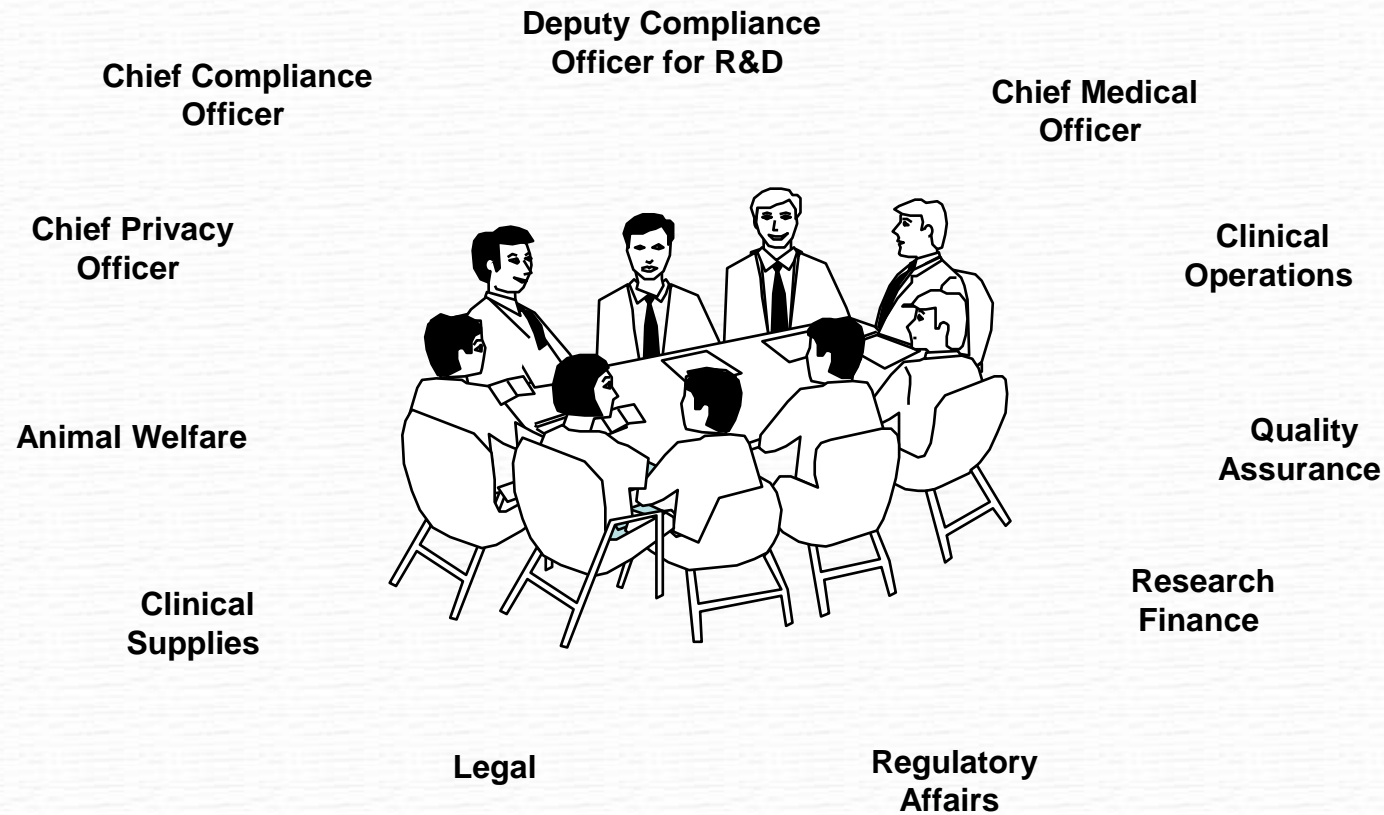 Deputy Compliance
Officer for R&D
Chief Compliance
Officer
Chief Medical
Officer
Chief Privacy
Officer
Clinical
Operations
Animal Welfare
Quality
Assurance
Clinical
Supplies
Research
Finance
Legal
Regulatory
Affairs